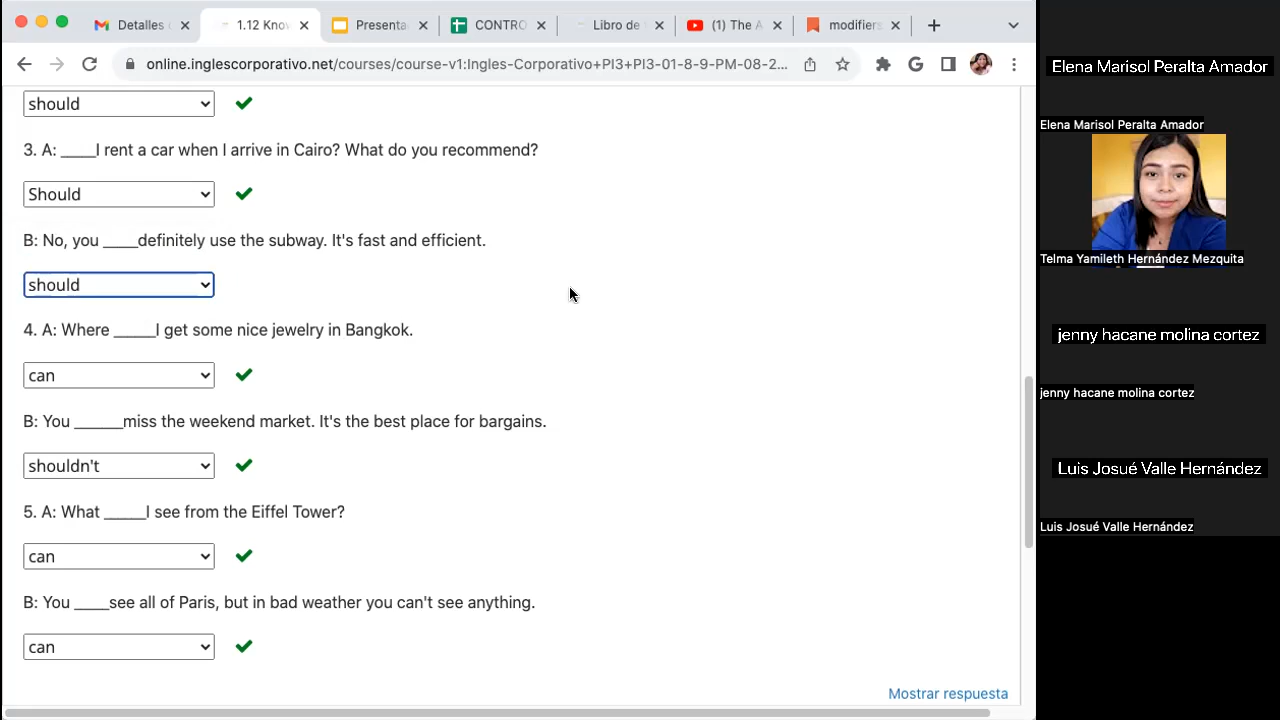 Detalles
1.12 Know
Presenta
CONTRO
Libro de
(1) The A
modifiers
online.inglescorporativo.net/courses/course-v1:Ingles-Corporativo+PI3+PI3-01-8-9-PM-08-2...
should
3. A: ____I rent a car when I arrive in Cairo? What do you recommend?
Should
B: No, you ____definitely use the subway. It's fast and efficient.
should
4. A: Where _____I get some nice jewelry in Bangkok.
can
B: You ______miss the weekend market. It's the best place for bargains.
shouldn't
5. A: What _____I see from the Eiffel Tower?
can
B: You ____see all of Paris, but in bad weather you can't see anything.
can
Mostrar respuesta
Elena Marisol Peralta Amador
Elena Marisol Peralta Amador
Telma Yamileth Hernández Mezquita
jenny hacane molina cortez
jenny hacane molina cortez
Luis Josué Valle Hernández
Luis Josué Valle Hernández